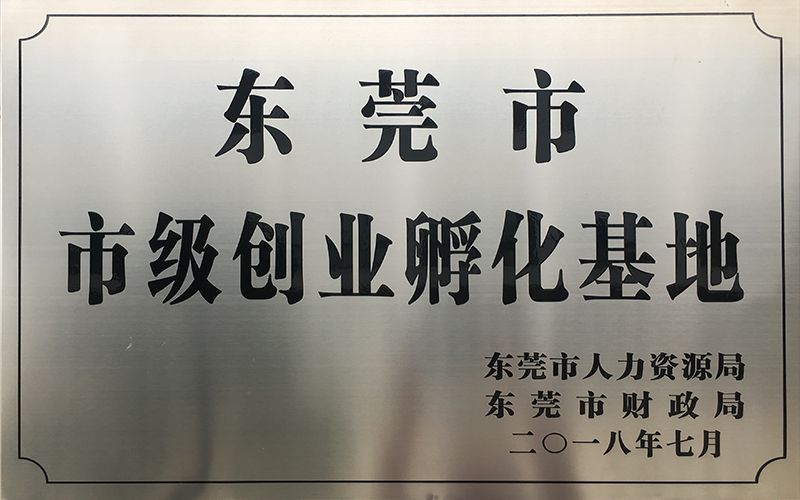 东莞市
市级创业孵化基地
东莞市人力资源局
东莞市财政局
二〇一八年七月